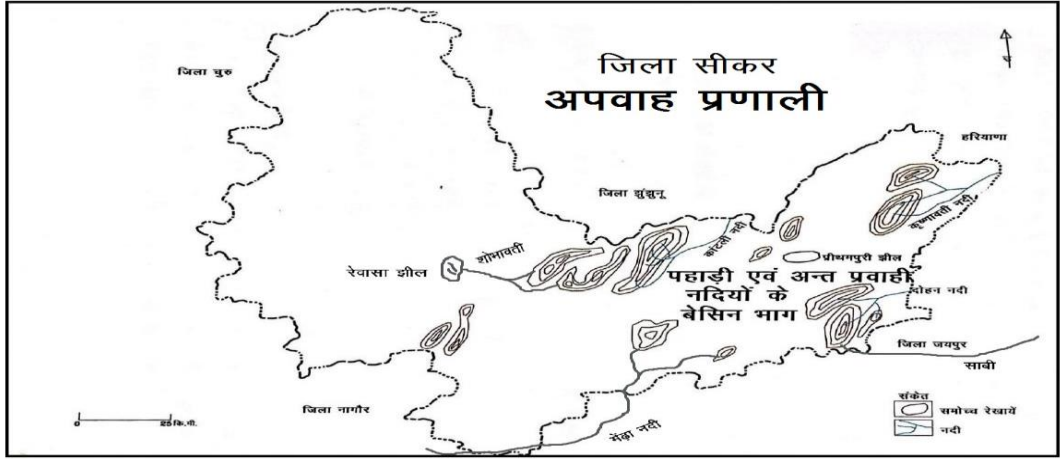 जिला सीकर
अपवाह प्रणाली
जिला चुरु
हरियाणा
जिला झुंझुनू
कृष्णावती नदी
कांटली नदी
शोभावती
रेवासा झील
प्रीथमपुरी झील
पहाड़ी एवं अन्त प्रवाही
नदियों के
बेसिन भाग
दोहन नदी
जिला जयपुर
साबी
जिला नागौर
मेंढ़ा नदी
0 25 कि.मी.
संकेत
समोच्च रेखायें
नदी